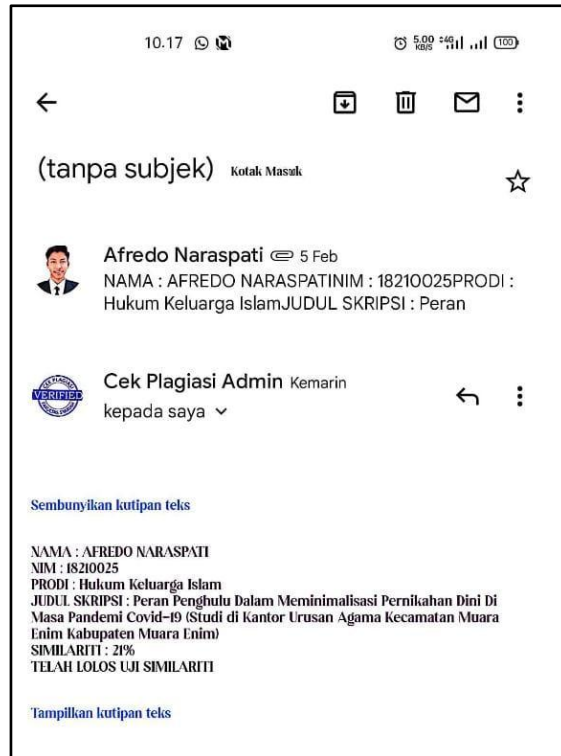 10.17
5.00 KB/S 4G 100
(tanpa subjek) Kotak Masuk
Afredo Naraspati 5 Feb
NAMA : AFREDO NARASPATINIM : 18210025PRODI :
Hukum Keluarga IslamJUDUL SKRIPSI : Peran
CEK PLAGIASI
VERIFIED
Cek Plagiasi Admin Kemarin
kepada saya
Sembunyikan kutipan teks
NAMA : AFREDO NARASPATI
NIM : 18210025
PRODI : Hukum Keluarga Islam
JUDUL SKRIPSI : Peran Penghulu Dalam Meminimalisasi Pernikahan Dini Di
Masa Pandemi Covid-19 (Studi di Kantor Urusan Agama Kecamatan Muara
Enim Kabupaten Muara Enim)
SIMILARITI : 21%
TELAH LOLOS UJI SIMILARITI
Tampilkan kutipan teks